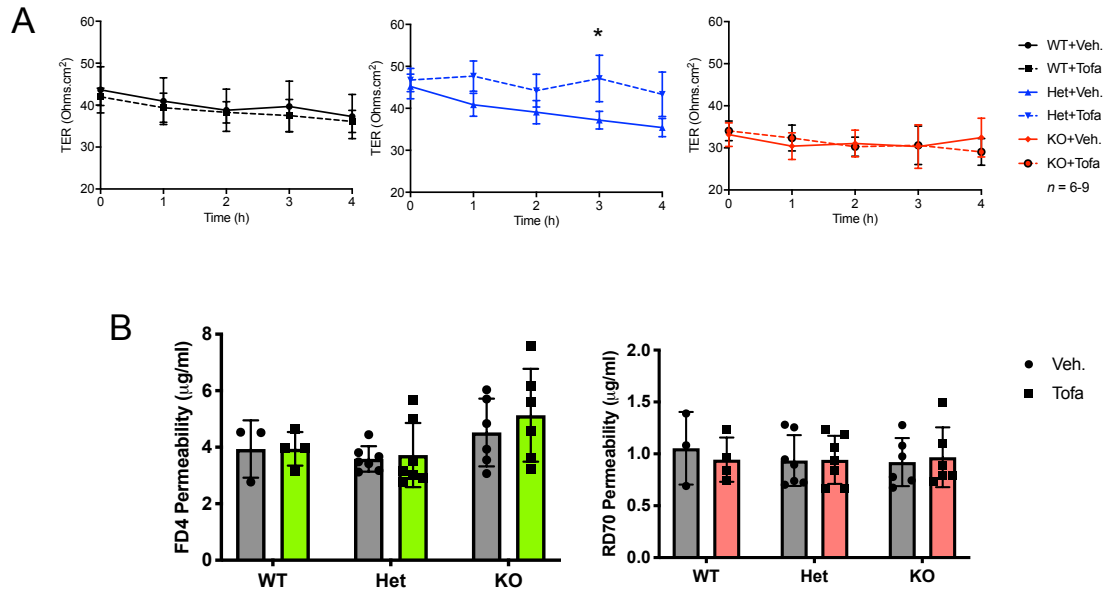 A
TER (Ohms.cm²)
60
50
40
30
20
0 1 2 3 4
Time (h)
TER (Ohms.cm²)
60
50
40
30
20
*
0 1 2 3 4
Time (h)
TER (Ohms.cm²)
60
50
40
30
20
0 1 2 3 4
Time (h)
WT+Veh.
WT+Tofa
Het+Veh.
Het+Tofa
KO+Veh.
KO+Tofa
n = 6-9
B
FD4 Permeability (µg/ml)
8
6
4
2
0
WT Het KO
RD70 Permeability (µg/ml)
2.0
1.5
1.0
0.5
0.0
WT Het KO
Veh.
Tofa